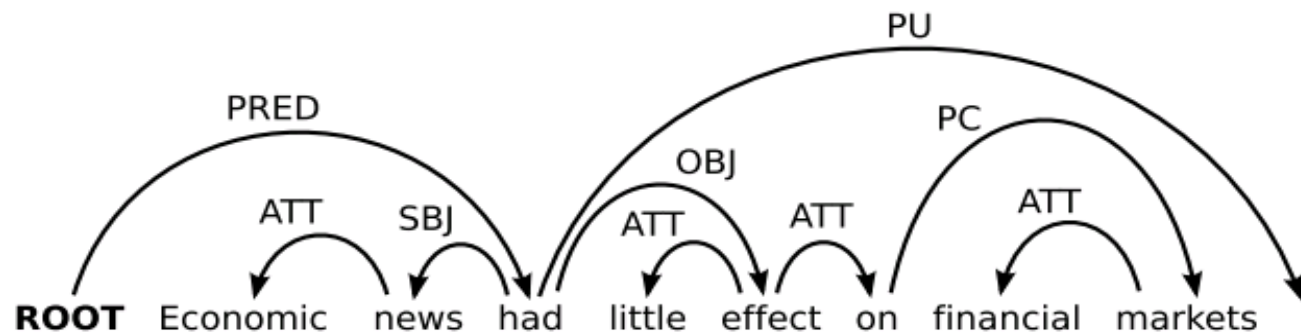 PU
PRED
PC
OBJ
ATT SBJ ATT ATT ATT
ROOT Economic news had little effect on financial markets